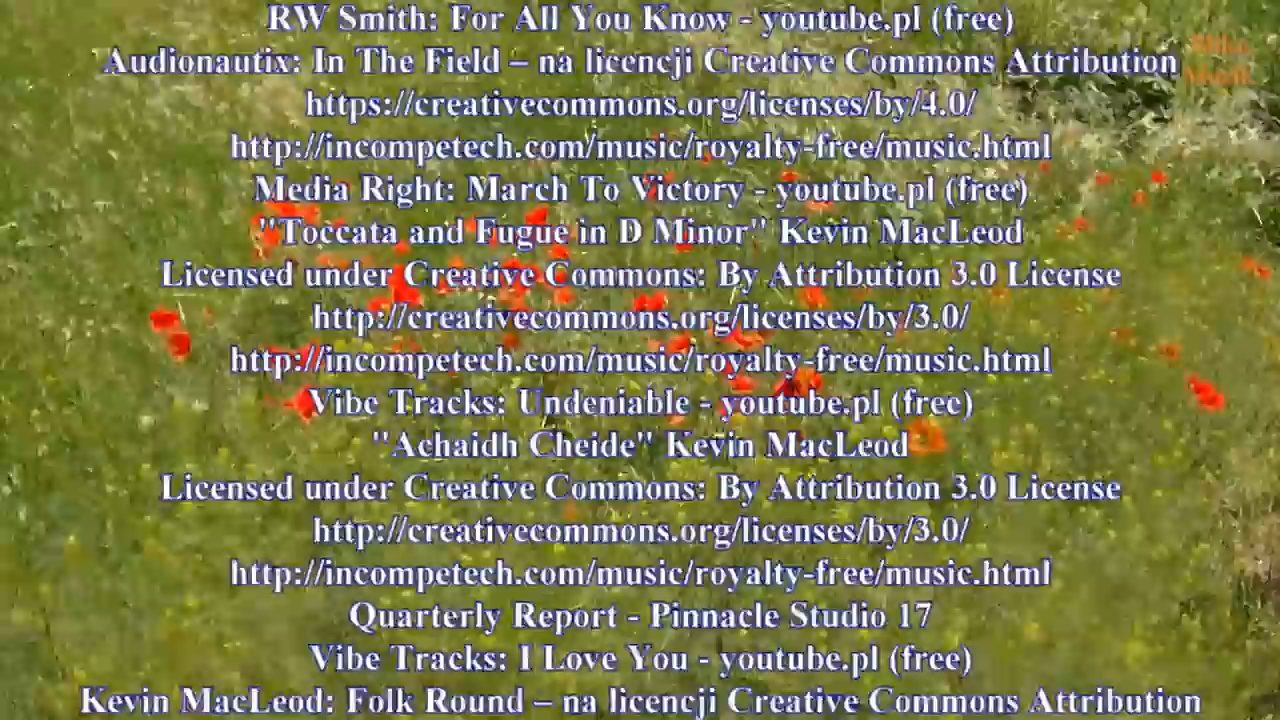 RW Smith: For All You Know - youtube.pl (free)
Audionautix: In The Field – na licencji Creative Commons Attribution
https://creativecommons.org/licenses/by/4.0/
http://incompetech.com/music/royalty-free/music.html
Media Right: March To Victory - youtube.pl (free)
"Toccata and Fugue in D Minor" Kevin MacLeod
Licensed under Creative Commons: By Attribution 3.0 License
http://creativecommons.org/licenses/by/3.0/
http://incompetech.com/music/royalty-free/music.html
Vibe Tracks: Undeniable - youtube.pl (free)
"Achaidh Cheide" Kevin MacLeod
Licensed under Creative Commons: By Attribution 3.0 License
http://creativecommons.org/licenses/by/3.0/
http://incompetech.com/music/royalty-free/music.html
Quarterly Report - Pinnacle Studio 17
Vibe Tracks: I Love You - youtube.pl (free)
Kevin MacLeod: Folk Round – na licencji Creative Commons Attribution